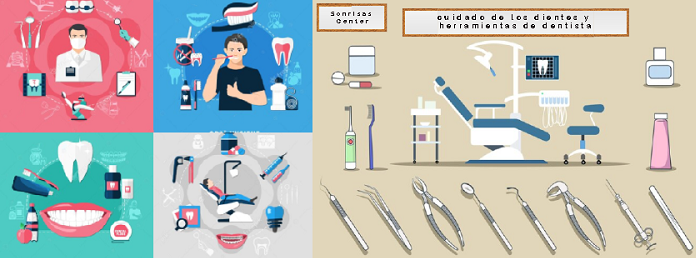 Sonrisas
Center
cuidado de los dientes y
herramientas de dentista